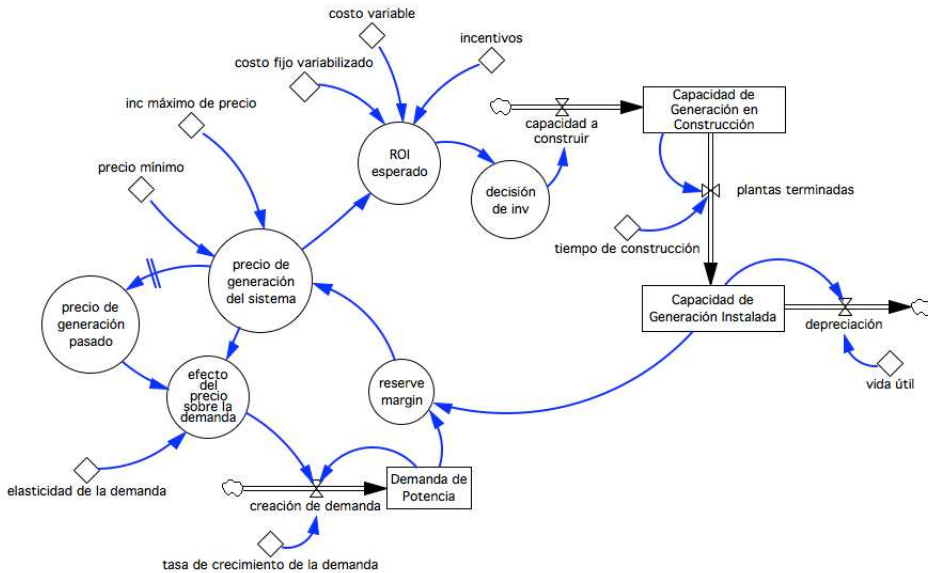 costo variable
incentivos
costo fijo variabilizado
inc máximo de precio
precio mínimo
ROI
esperado
decisión
de inv
capacidad a
construir
Capacidad de
Generación en
Construcción
plantas terminadas
tiempo de construcción
precio de
generación
del sistema
precio de
generación
pasado
Capacidad de
Generación Instalada
depreciación
vida útil
efecto
del
precio
sobre la
demanda
reserve
margin
elasticidad de la demanda
Demanda de
Potencia
creación de demanda
tasa de crecimiento de la demanda